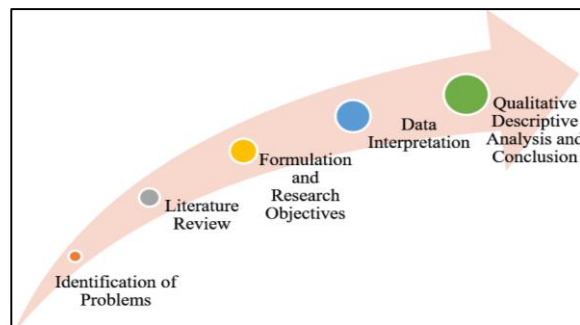 Identification of
Problems
Literature
Review
Formulation
and
Research
Objectives
Data
Interpretation
Qualitative
Descriptive
Analysis and
Conclusion